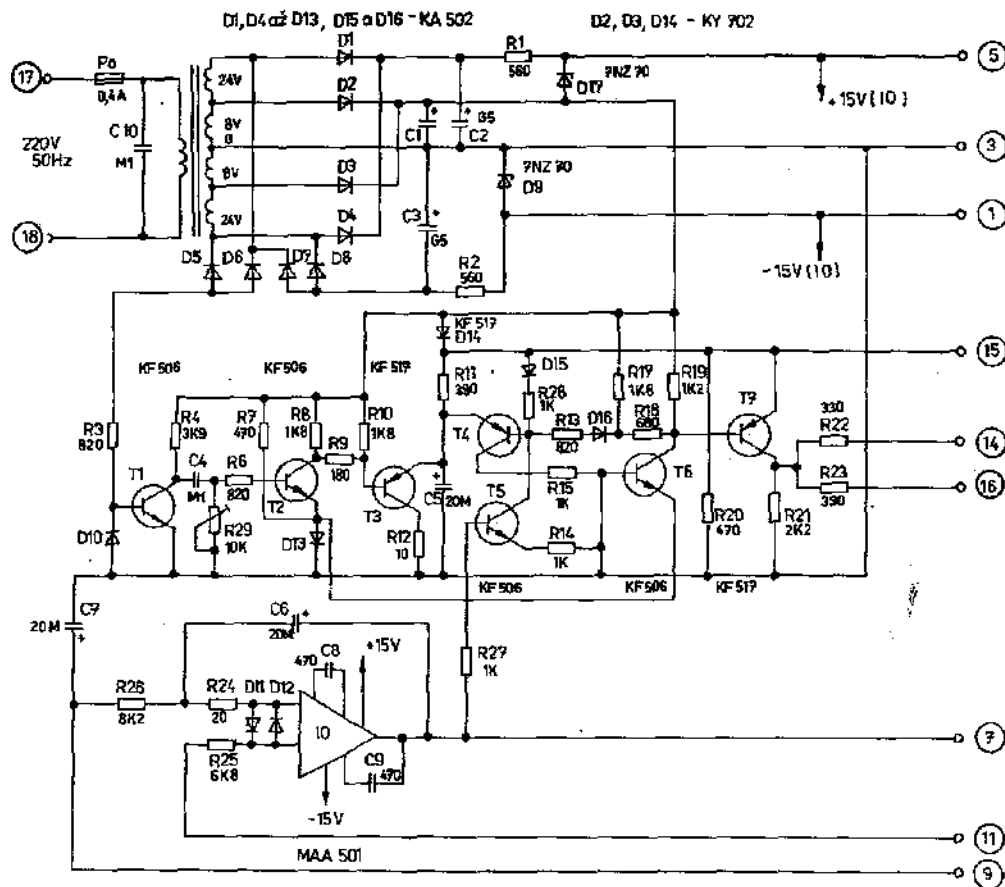 D1, D4 až D13, D15 a D16 - KA 502
D2, D3, D14 - KY 702
17
Po
0,4A
C10
M1
220V
50Hz
18
24V
8V
0
8V
24V
D1
D2
D3
D4
D5
D6
D7
D8
C1
G5
C2
C3
G5
R1
560
7NZ 70
D17
+15V (IO)
5
3
7NZ 70
D9
1
-15V (IO)
R2
560
KF 517
D14
15
KF 506
KF 506
KF 517
R3
820
R4
3K9
C4
M1
R6
820
T1
R29
10K
D10
R7
470
R8
1K8
R9
180
R10
1K8
T2
D13
T3
R12
10
R11
390
C5
20M
T4
D15
R28
1K
R13
820
D16
R17
1K8
R18
680
R19
1K2
T5
R15
1K
R14
1K
T6
T7
R20
470
R21
2K2
330
R22
14
R23
390
16
KF 506
KF 506
KF 517
C7
20M
C6
20M
R26
8K2
R24
20
R25
6K8
D11
D12
470
C8
+15V
IO
C9
470
-15V
R27
1K
7
11
MAA 501
9